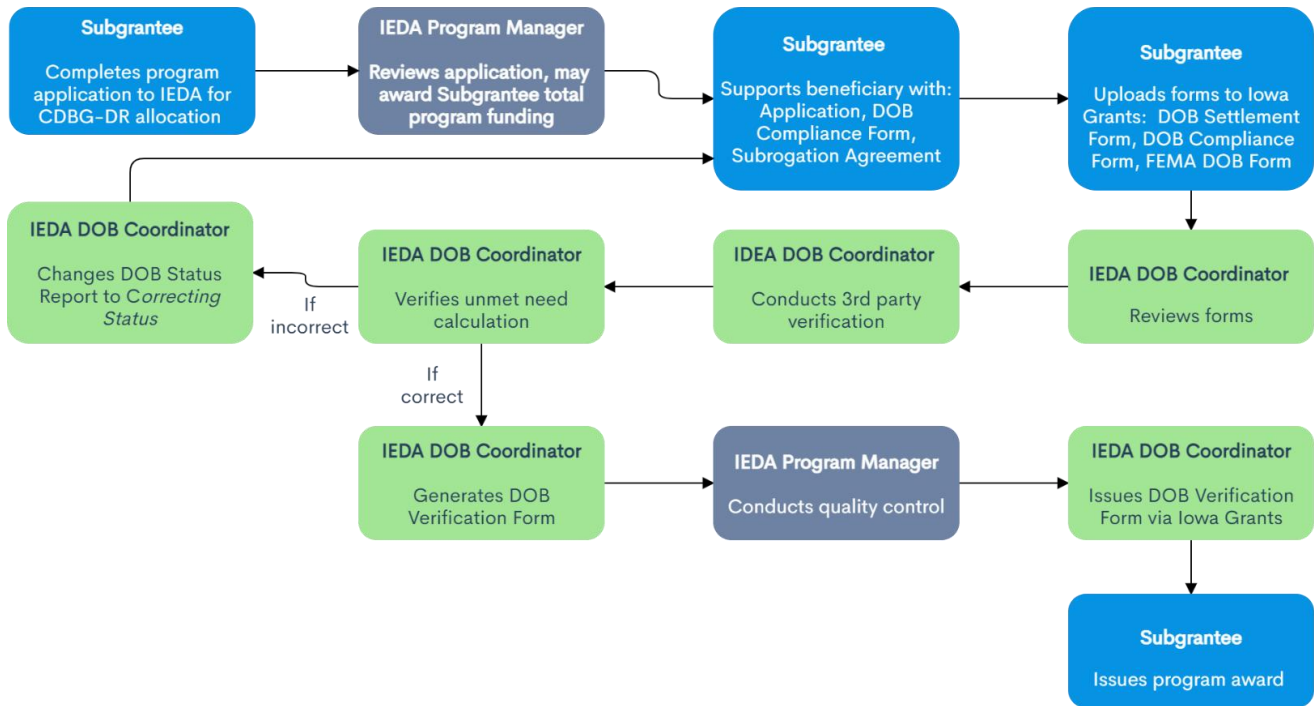 Subgrantee
Completes program
application to IEDA for
CDBG-DR allocation
IEDA Program Manager
Reviews application, may
award Subgrantee total
program funding
Subgrantee
Supports beneficiary with:
Application, DOB
Compliance Form,
Subrogation Agreement
Subgrantee
Uploads forms to Iowa
Grants: DOB Settlement
Form, DOB Compliance
Form, FEMA DOB Form
IEDA DOB Coordinator
Changes DOB Status
Report to Correcting
Status
If
incorrect
IEDA DOB Coordinator
Verifies unmet need
calculation
IDEA DOB Coordinator
Conducts 3rd party
verification
IEDA DOB Coordinator
Reviews forms
If
correct
IEDA DOB Coordinator
Generates DOB
Verification Form
IEDA Program Manager
Conducts quality control
IEDA DOB Coordinator
Issues DOB Verification
Form via Iowa Grants
Subgrantee
Issues program award